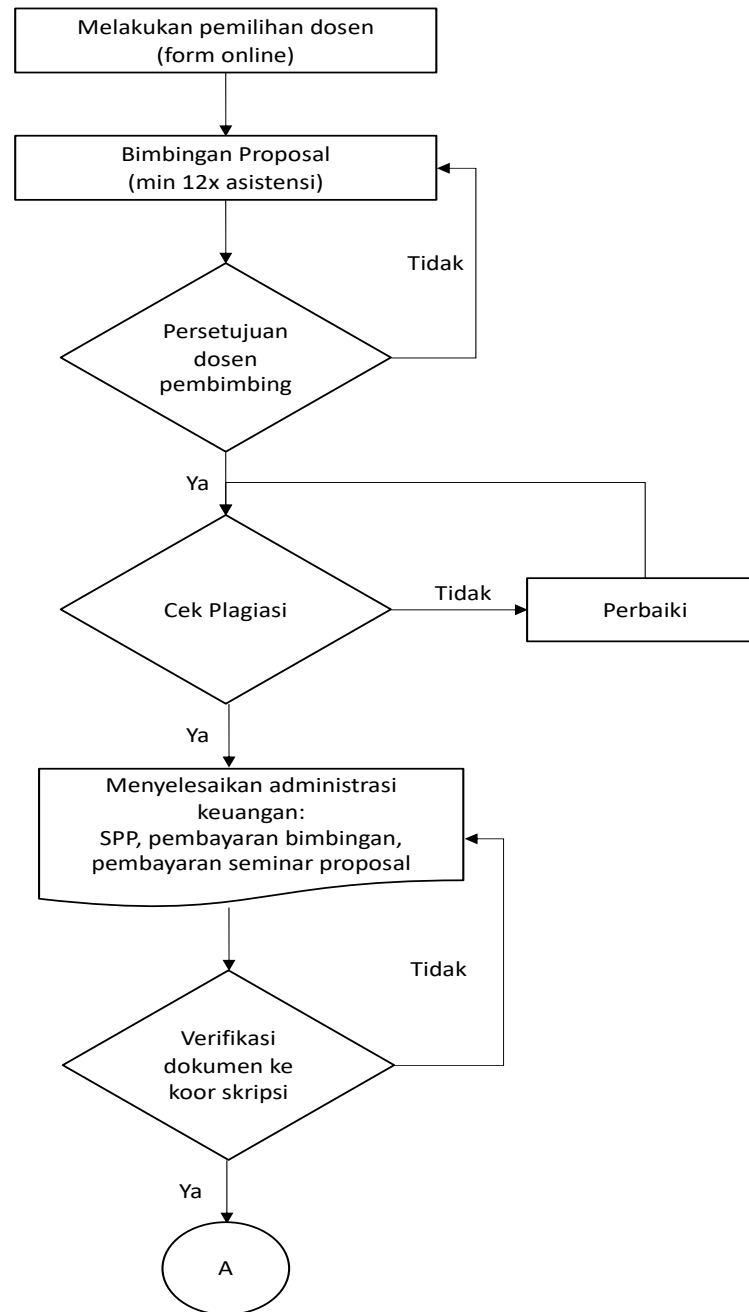 Melakukan pemilihan dosen
(form online)
Bimbingan Proposal
(min 12x asistensi)
Tidak
Persetujuan
dosen
pembimbing
Ya
Cek Plagiasi
Tidak
Perbaiki
Ya
Menyelesaikan administrasi
keuangan:
SPP, pembayaran bimbingan,
pembayaran seminar proposal
Tidak
Verifikasi
dokumen ke
koor skripsi
Ya
A